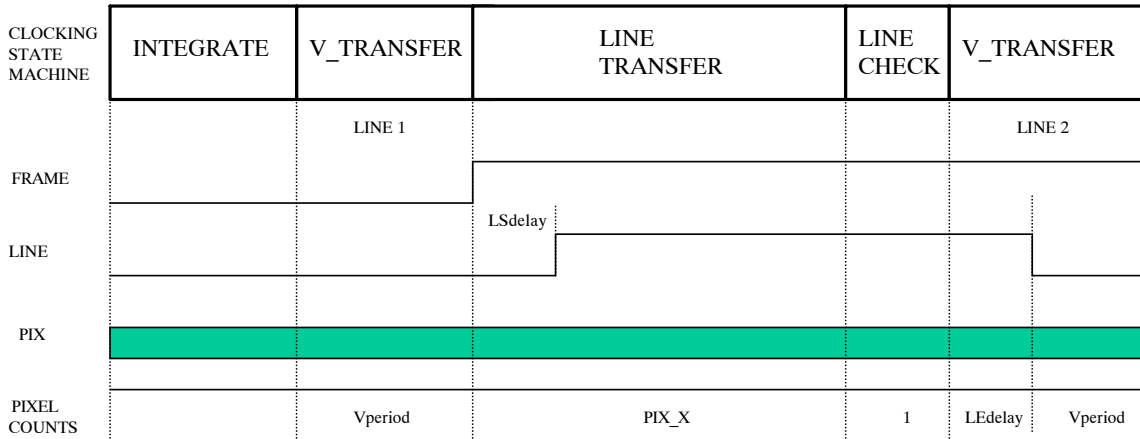 CLOCKING
STATE
MACHINE
INTEGRATE
V_TRANSFER
LINE
TRANSFER
LINE
CHECK
V_TRANSFER
LINE 1
LINE 2
FRAME
LSdelay
LINE
PIX
PIXEL
COUNTS
Vperiod
PIX_X
1
LEdelay
Vperiod